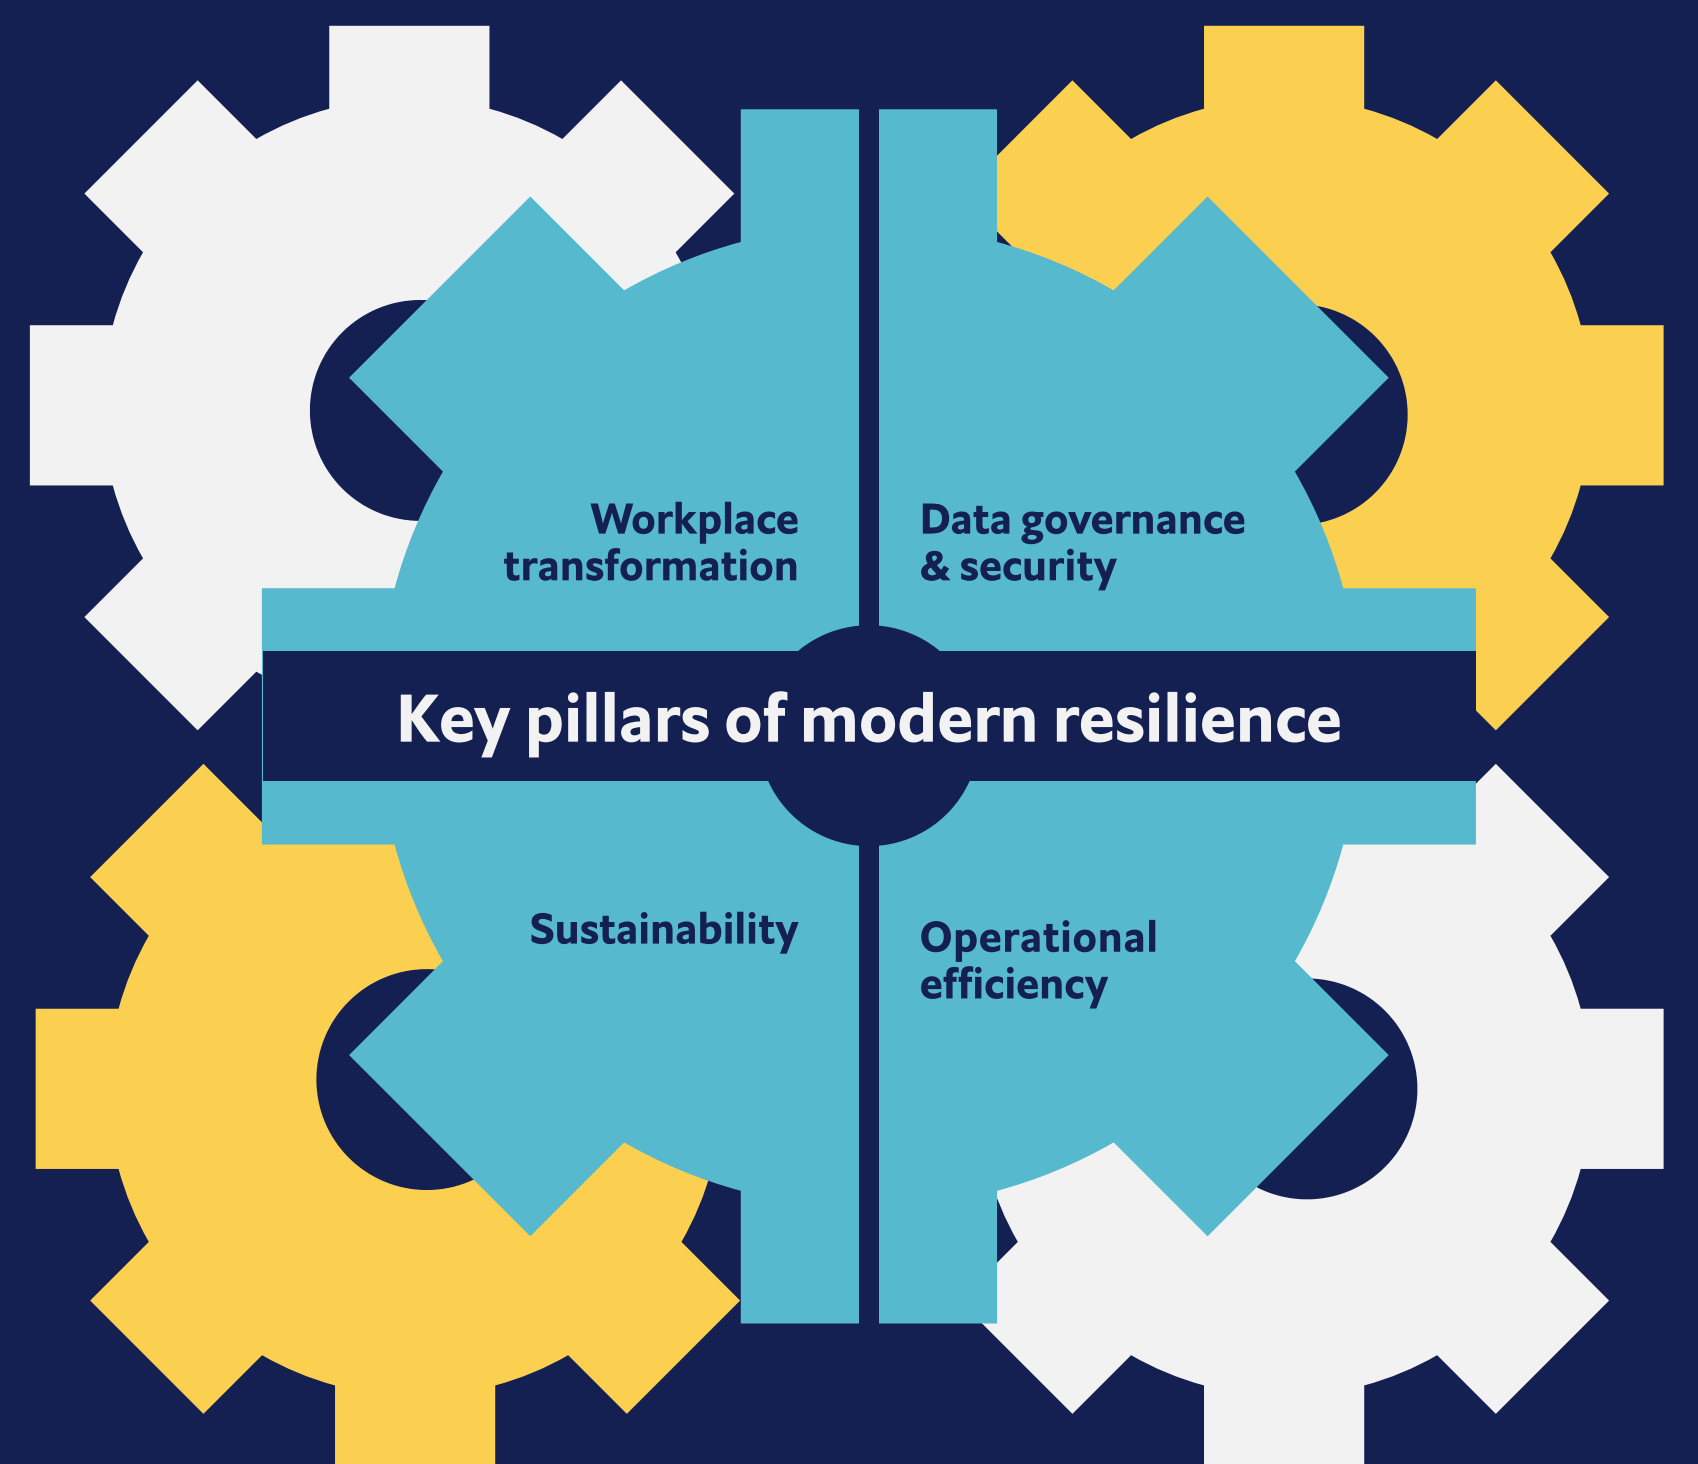 Workplace
transformation
Data governance
& security
Key pillars of modern resilience
Sustainability
Operational
efficiency